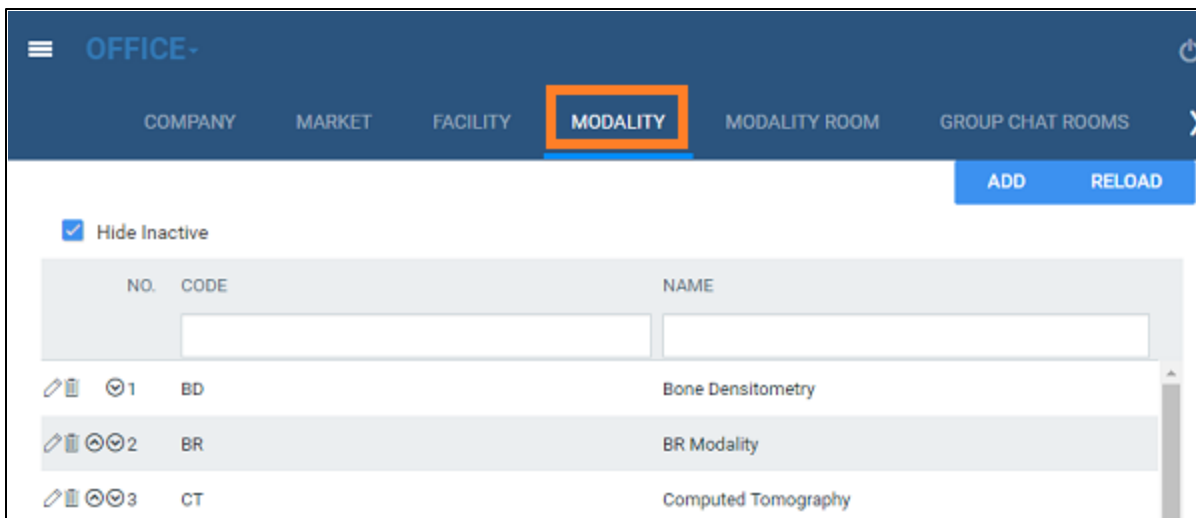 OFFICE
COMPANY MARKET FACILITY MODALITY MODALITY ROOM GROUP CHAT ROOMS
ADD RELOAD
Hide Inactive
NO. CODE NAME
1 BD Bone Densitometry
2 BR BR Modality
3 CT Computed Tomography